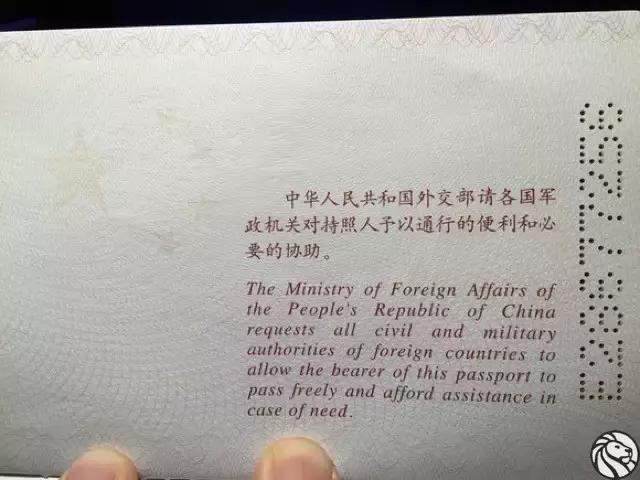 中华人民共和国外交部请各国军
政机关对持照人予以通行的便利和必
要的协助。
The Ministry of Foreign Affairs of
the People's Republic of China
requests all civil and military
authorities of foreign countries to
allow the bearer of this passport to
pass freely and afford assistance in
case of need.